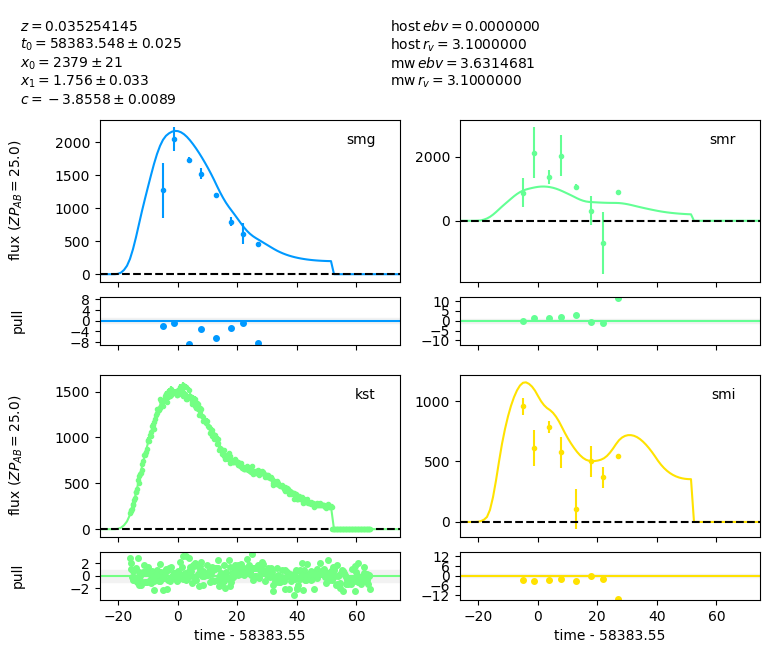 z = 0.035254145
t₀ = 58383.548 ± 0.025
x₀ = 2379 ± 21
x₁ = 1.756 ± 0.033
c = −3.8558 ± 0.0089
host ebv = 0.0000000
host r_v = 3.1000000
mw ebv = 3.6314681
mw r_v = 3.1000000
flux (ZP_AB = 25.0)
2000
1500
1000
500
0
smg
2000
0
smr
pull
8
4
0
−4
−8
10
5
0
−5
−10
flux (ZP_AB = 25.0)
1500
1000
500
0
kst
1000
500
0
smi
pull
2
0
−2
−20 0 20 40 60
time - 58383.55
12
6
0
−6
−12
−20 0 20 40 60
time - 58383.55